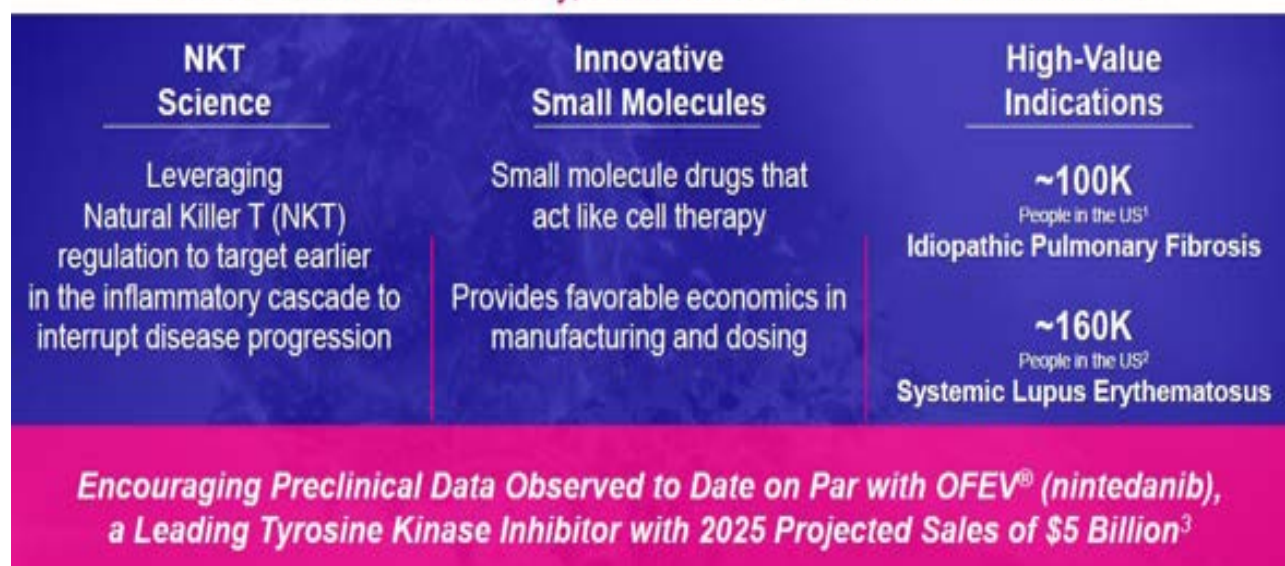 NKT
Science
Leveraging
Natural Killer T (NKT)
regulation to target earlier
in the inflammatory cascade to
interrupt disease progression
Innovative
Small Molecules
Small molecule drugs that
act like cell therapy
Provides favorable economics in
manufacturing and dosing
High-Value
Indications
~100K
People in the US¹
Idiopathic Pulmonary Fibrosis
~160K
People in the US²
Systemic Lupus Erythematosus
Encouraging Preclinical Data Observed to Date on Par with OFEV® (nintedanib),
a Leading Tyrosine Kinase Inhibitor with 2025 Projected Sales of $5 Billion³